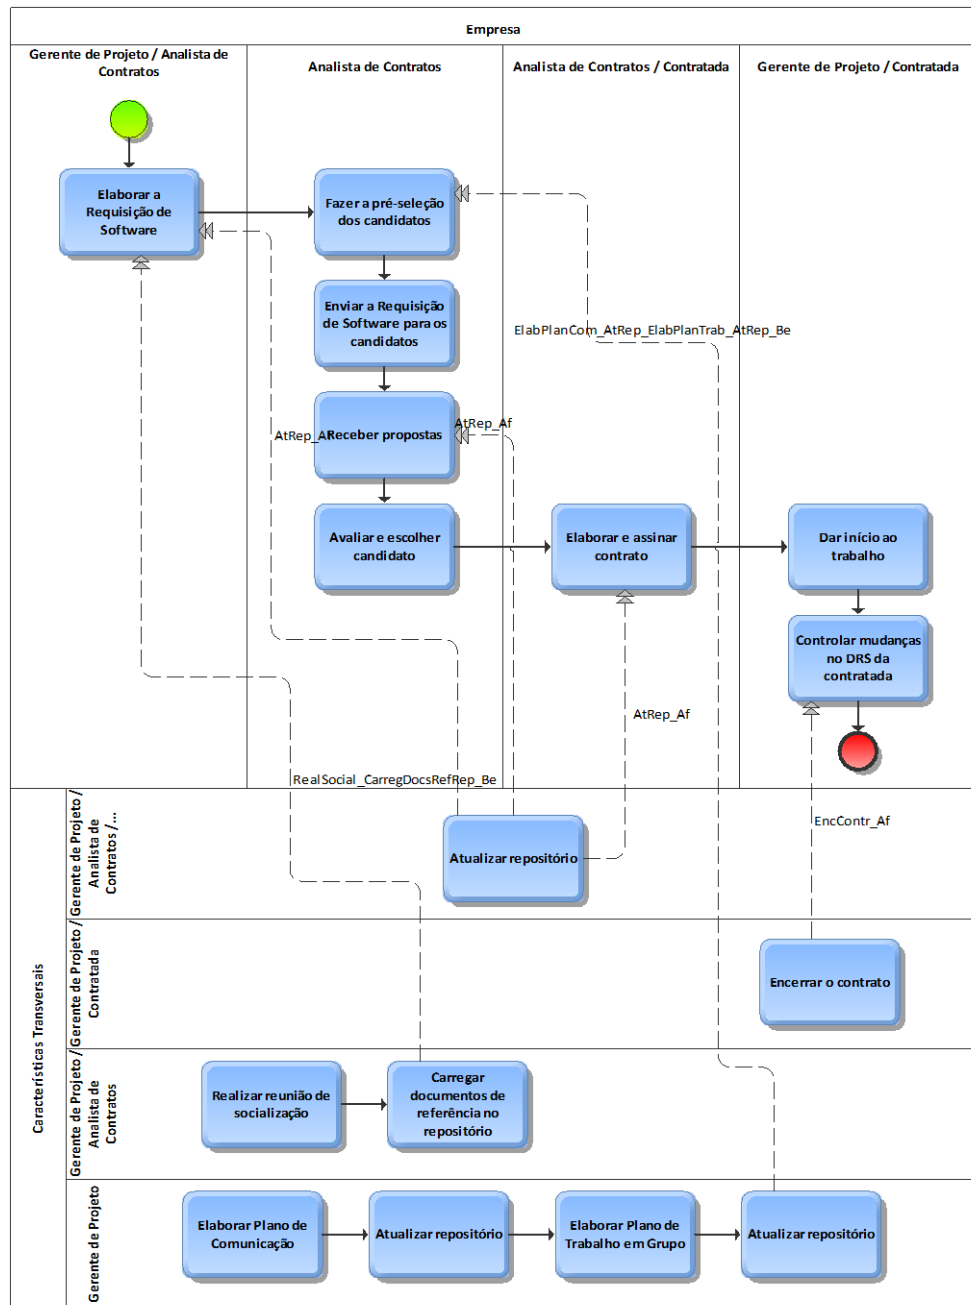 Empresa
Gerente de Projeto / Analista de
Contratos
Analista de Contratos
Analista de Contratos / Contratada
Gerente de Projeto / Contratada
Elaborar a
Requisição de
Software
Fazer a pré-seleção
dos candidatos
Enviar a Requisição
de Software para os
candidatos
ElabPlanCom_AtRep_ElabPlanTrab_AtRep_Be
AtRep_Af
Receber propostas
AtRep_Af
Avaliar e escolher
candidato
Elaborar e assinar
contrato
Dar início ao
trabalho
Controlar mudanças
no DRS da
contratada
AtRep_Af
RealSocial_CarregDocsRefRep_Be
EncContr_Af
Características Transversais
Gerente de Projeto /
Analista de
Contratos /...
Atualizar repositório
Gerente de Projeto /
Contratada
Encerrar o contrato
Gerente de Projeto /
Analista de
Contratos
Realizar reunião de
socialização
Carregar
documentos de
referência no
repositório
Gerente de Projeto
Elaborar Plano de
Comunicação
Atualizar repositório
Elaborar Plano de
Trabalho em Grupo
Atualizar repositório